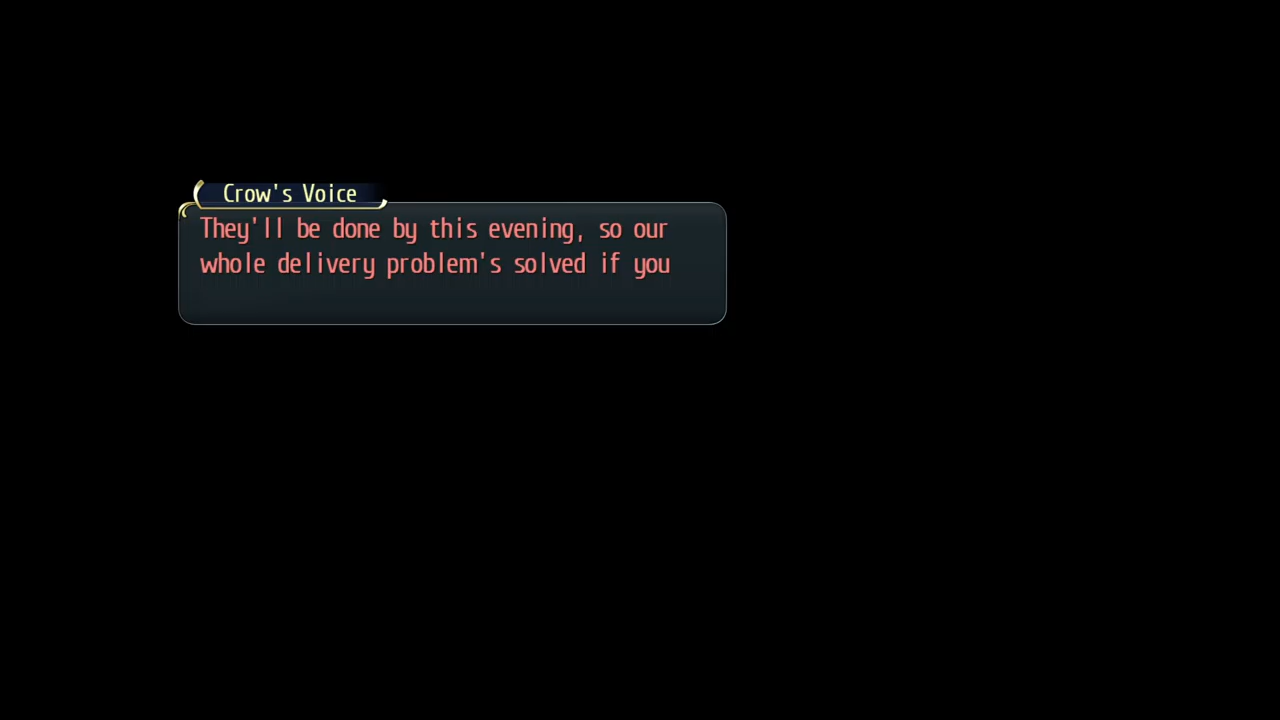 Crow's Voice
They'll be done by this evening, so our
whole delivery problem's solved if you